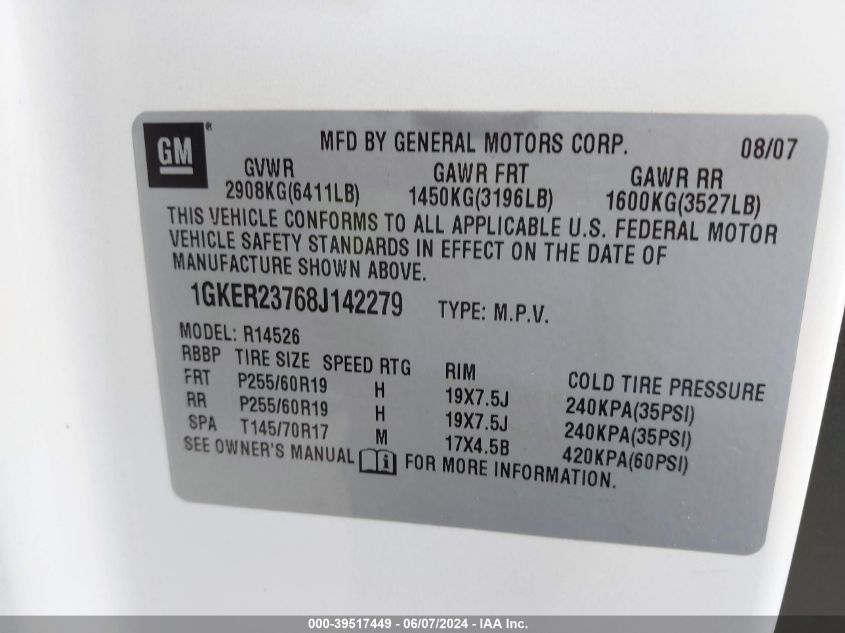 GM
MFD BY GENERAL MOTORS CORP. 08/07
GVWR GAWR FRT GAWR RR
2908KG(6411LB) 1450KG(3196LB) 1600KG(3527LB)
THIS VEHICLE CONFORMS TO ALL APPLICABLE U.S. FEDERAL MOTOR
VEHICLE SAFETY STANDARDS IN EFFECT ON THE DATE OF
MANUFACTURE SHOWN ABOVE.
1GKER23768J142279 TYPE: M.P.V.
MODEL: R14526
RBBP TIRE SIZE SPEED RTG RIM COLD TIRE PRESSURE
FRT P255/60R19 H 19X7.5J 240KPA(35PSI)
RR P255/60R19 H 19X7.5J 240KPA(35PSI)
SPA T145/70R17 M 17X4.5B 420KPA(60PSI)
SEE OWNER'S MANUAL i FOR MORE INFORMATION.
000-39517449 - 06/07/2024 - IAA Inc.